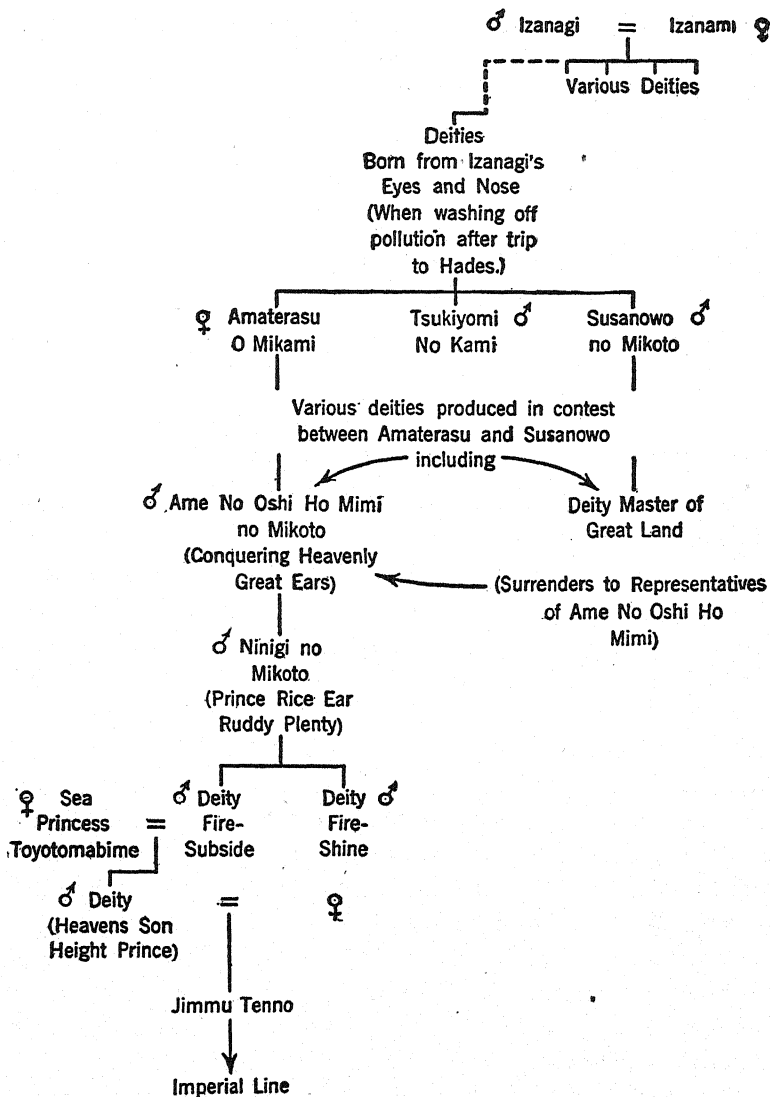 ♂ Izanagi = Izanami ♀
Various Deities
Deities
Born from Izanagi's
Eyes and Nose
(When washing off
pollution after trip
to Hades.)
♀ Amaterasu
O Mikami
Tsukiyomi ♂
No Kami
Susanowo ♂
no Mikoto
Various deities produced in contest
between Amaterasu and Susanowo
including
♂ Ame No Oshi Ho Mimi
no Mikoto
(Conquering Heavenly
Great Ears)
Deity Master of
Great Land
(Surrenders to Representatives
of Ame No Oshi Ho
Mimi)
♂ Ninigi no
Mikoto
(Prince Rice Ear
Ruddy Plenty)
♀ Sea
Princess
Toyotomabime
=
♂ Deity
Fire-
Subside
Deity ♂
Fire-
Shine
♂ Deity
(Heavens Son
Height Prince)
= ♀
Jimmu Tenno
Imperial Line